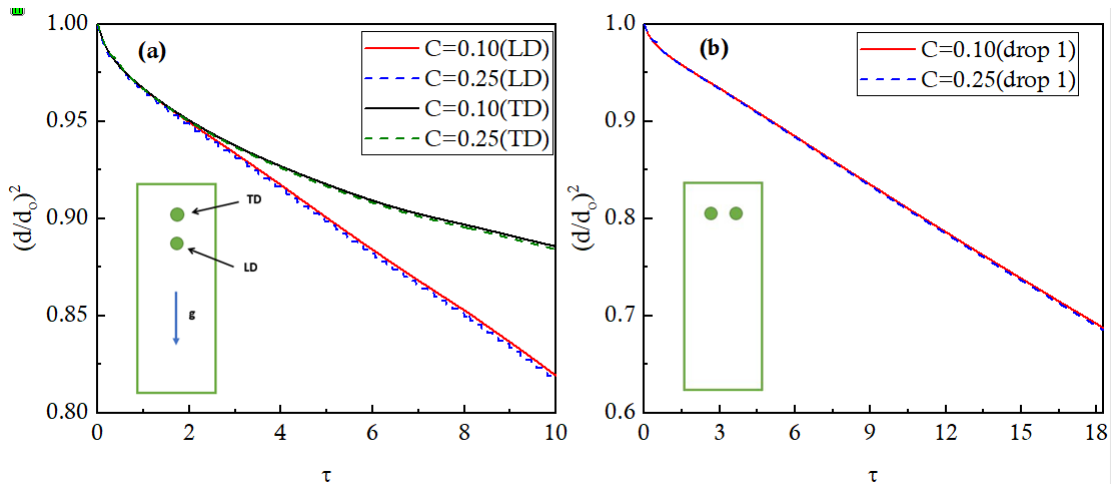 (a)
C=0.10(LD)
C=0.25(LD)
C=0.10(TD)
C=0.25(TD)
TD
LD
g
1.00
0.95
0.90
0.85
0.80
(d/do)²
0 2 4 6 8 10
τ
(b)
C=0.10(drop 1)
C=0.25(drop 1)
1.0
0.9
0.8
0.7
0.6
(d/do)²
0 3 6 9 12 15 18
τ